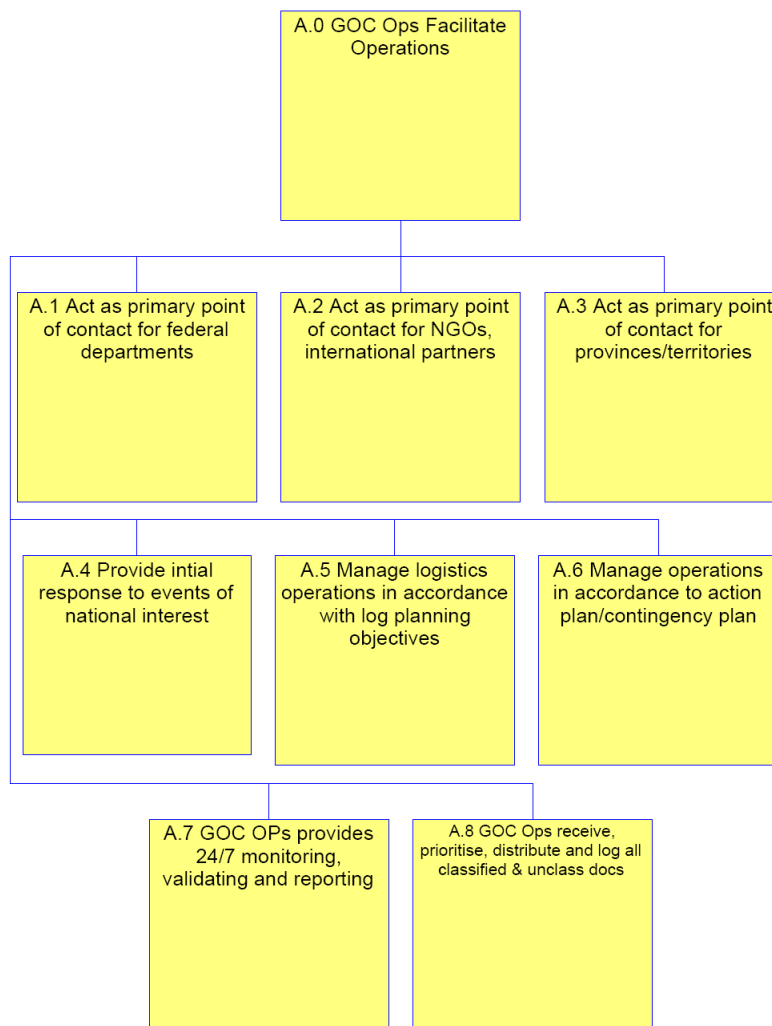 A.0 GOC Ops Facilitate
Operations
A.1 Act as primary point
of contact for federal
departments
A.2 Act as primary point
of contact for NGOs,
international partners
A.3 Act as primary point
of contact for
provinces/territories
A.4 Provide intial
response to events of
national interest
A.5 Manage logistics
operations in accordance
with log planning
objectives
A.6 Manage operations
in accordance to action
plan/contingency plan
A.7 GOC OPs provides
24/7 monitoring,
validating and reporting
A.8 GOC Ops receive,
prioritise, distribute and log all
classified & unclass docs